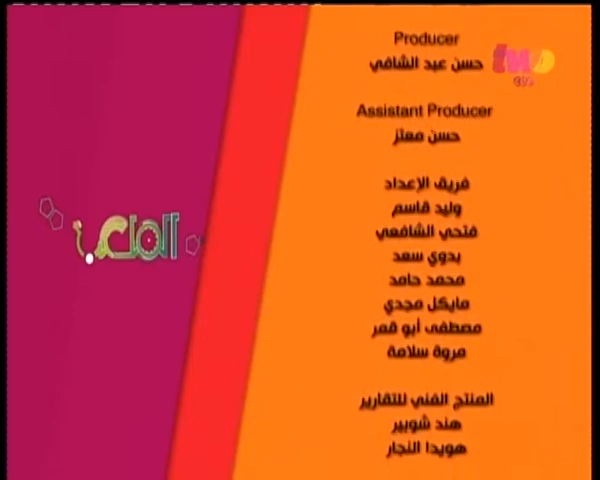 Producer
حسن عبد الشافي
Assistant Producer
حسن معتز
فريق الإعداد
وليد قاسم
فتحي الشافعي
بدوي سعد
محمد حامد
مايكل مجدي
مصطفى أبو قمر
مروة سلامة
المنتج الفني للتقارير
هند شوبير
هويدا النجار
الملعب